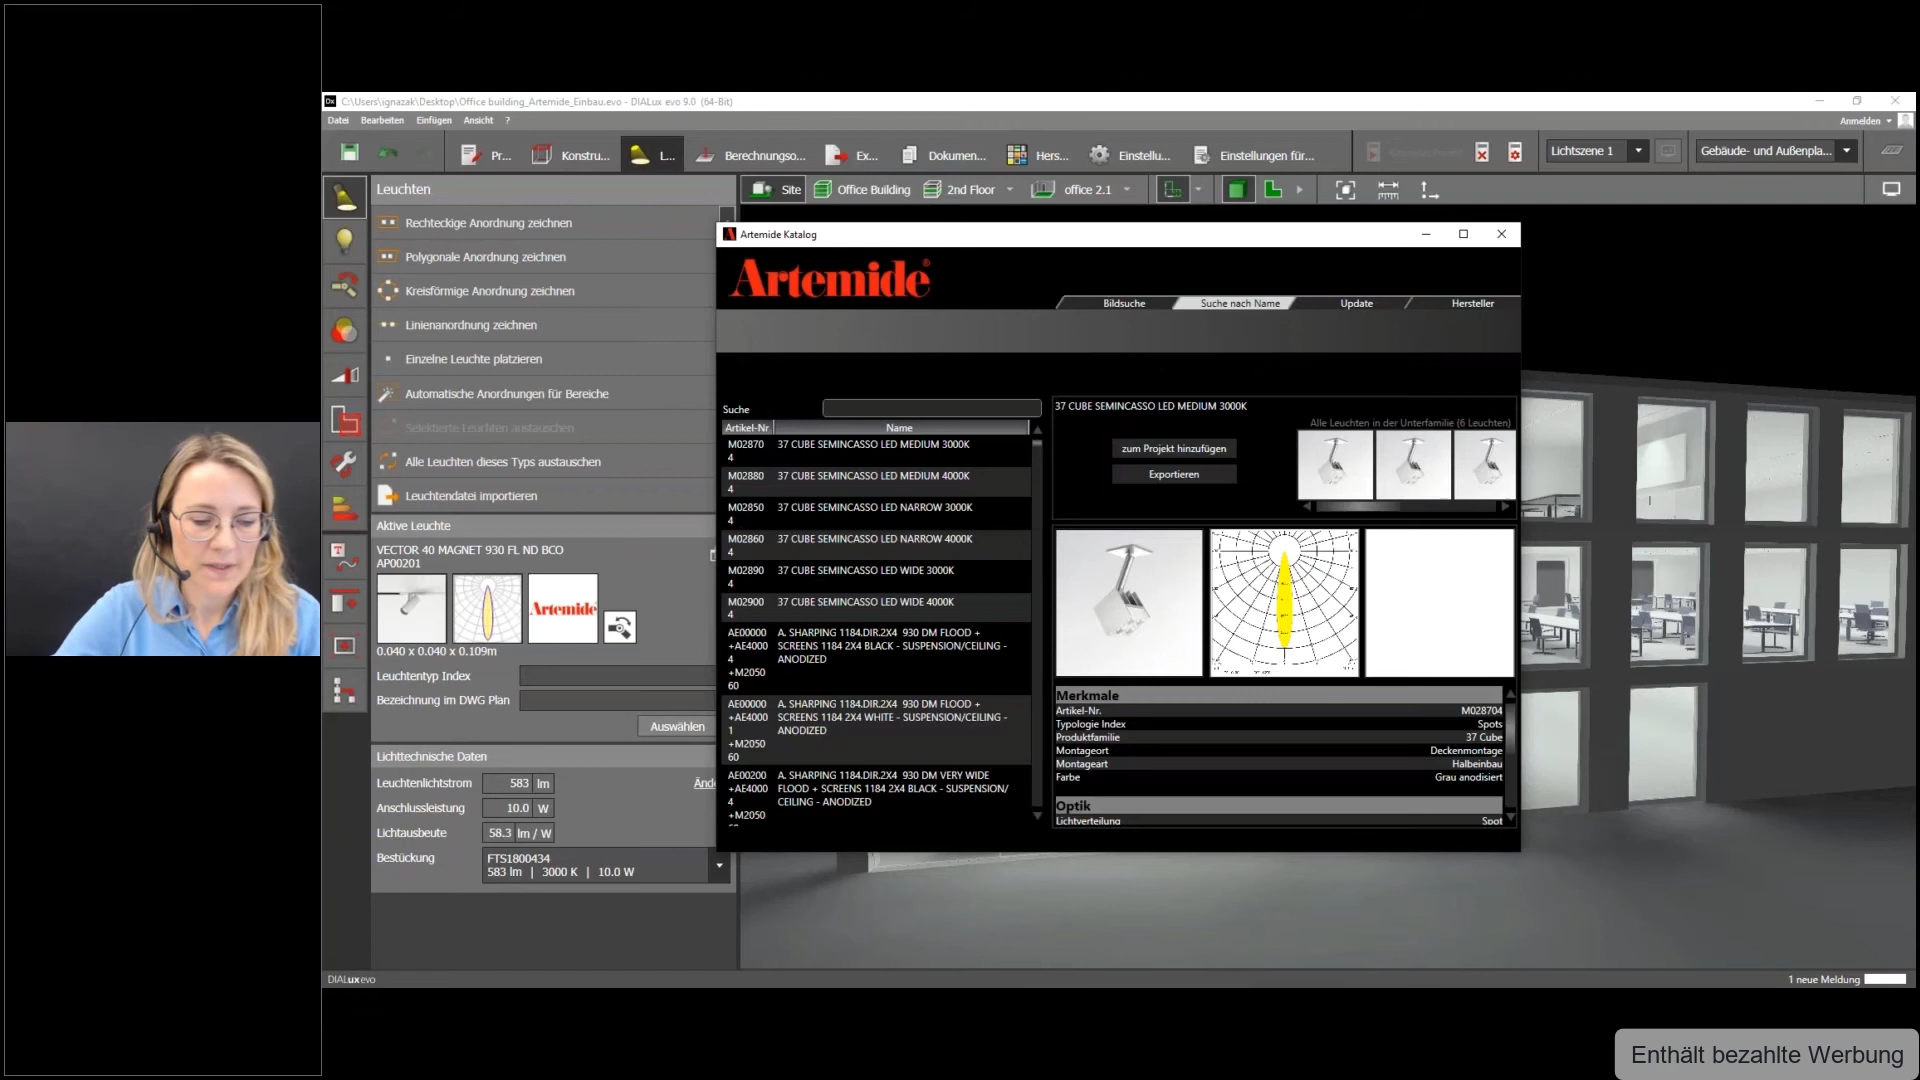 C:\Users\ignazak\Desktop\Office building_Artemide_Einbau.evo - DIALux evo 9.0 (64-Bit)
Datei Bearbeiten Einfügen Ansicht ?
Anmelden
Pr... Konstru... L... Berechnungso... Ex... Dokumen... Hers... Einstellu... Einstellungen für... Lichtszene 1 Gebäude- und Außenpla...
Leuchten
Site Office Building 2nd Floor office 2.1
Rechteckige Anordnung zeichnen
Polygonale Anordnung zeichnen
Kreisförmige Anordnung zeichnen
Linienanordnung zeichnen
Einzelne Leuchte platzieren
Automatische Anordnungen für Bereiche
Selektierte Leuchten austauschen
Alle Leuchten dieses Typs austauschen
Leuchtendatei importieren
Aktive Leuchte
VECTOR 40 MAGNET 930 FL ND BCO
AP00201
Artemide
0.040 x 0.040 x 0.109m
Leuchtentyp Index
Bezeichnung im DWG Plan
Auswählen
Lichttechnische Daten
Leuchtenlichtstrom 583 lm Ände
Anschlussleistung 10.0 W
Lichtausbeute 58.3 lm / W
Bestückung FTS1800434
583 lm | 3000 K | 10.0 W
DIALux evo
1 neue Meldung
Artemide Katalog
Artemide®
Bildsuche Suche nach Name Update Hersteller
Suche
Artikel-Nr Name
M02870 37 CUBE SEMINCASSO LED MEDIUM 3000K
4
M02880 37 CUBE SEMINCASSO LED MEDIUM 4000K
4
M02850 37 CUBE SEMINCASSO LED NARROW 3000K
4
M02860 37 CUBE SEMINCASSO LED NARROW 4000K
4
M02890 37 CUBE SEMINCASSO LED WIDE 3000K
4
M02900 37 CUBE SEMINCASSO LED WIDE 4000K
4
AE00000 A. SHARPING 1184.DIR.2X4 930 DM FLOOD +
+AE4000 SCREENS 1184 2X4 BLACK - SUSPENSION/CEILING -
4 ANODIZED
+M2050
60
AE00000 A. SHARPING 1184.DIR.2X4 930 DM FLOOD +
+AE4000 SCREENS 1184 2X4 WHITE - SUSPENSION/CEILING -
1 ANODIZED
+M2050
60
AE00200 A. SHARPING 1184.DIR.2X4 930 DM VERY WIDE
+AE4000 FLOOD + SCREENS 1184 2X4 BLACK - SUSPENSION/
4 CEILING - ANODIZED
+M2050
37 CUBE SEMINCASSO LED MEDIUM 3000K
Alle Leuchten in der Unterfamilie (6 Leuchten)
zum Projekt hinzufügen
Exportieren
Merkmale
Artikel-Nr. M028704
Typologie Index Spots
Produktfamilie 37 Cube
Montageort Deckenmontage
Montageart Halbeinbau
Farbe Grau anodisiert
Optik
Lichtverteilung Spot
Enthält bezahlte Werbung